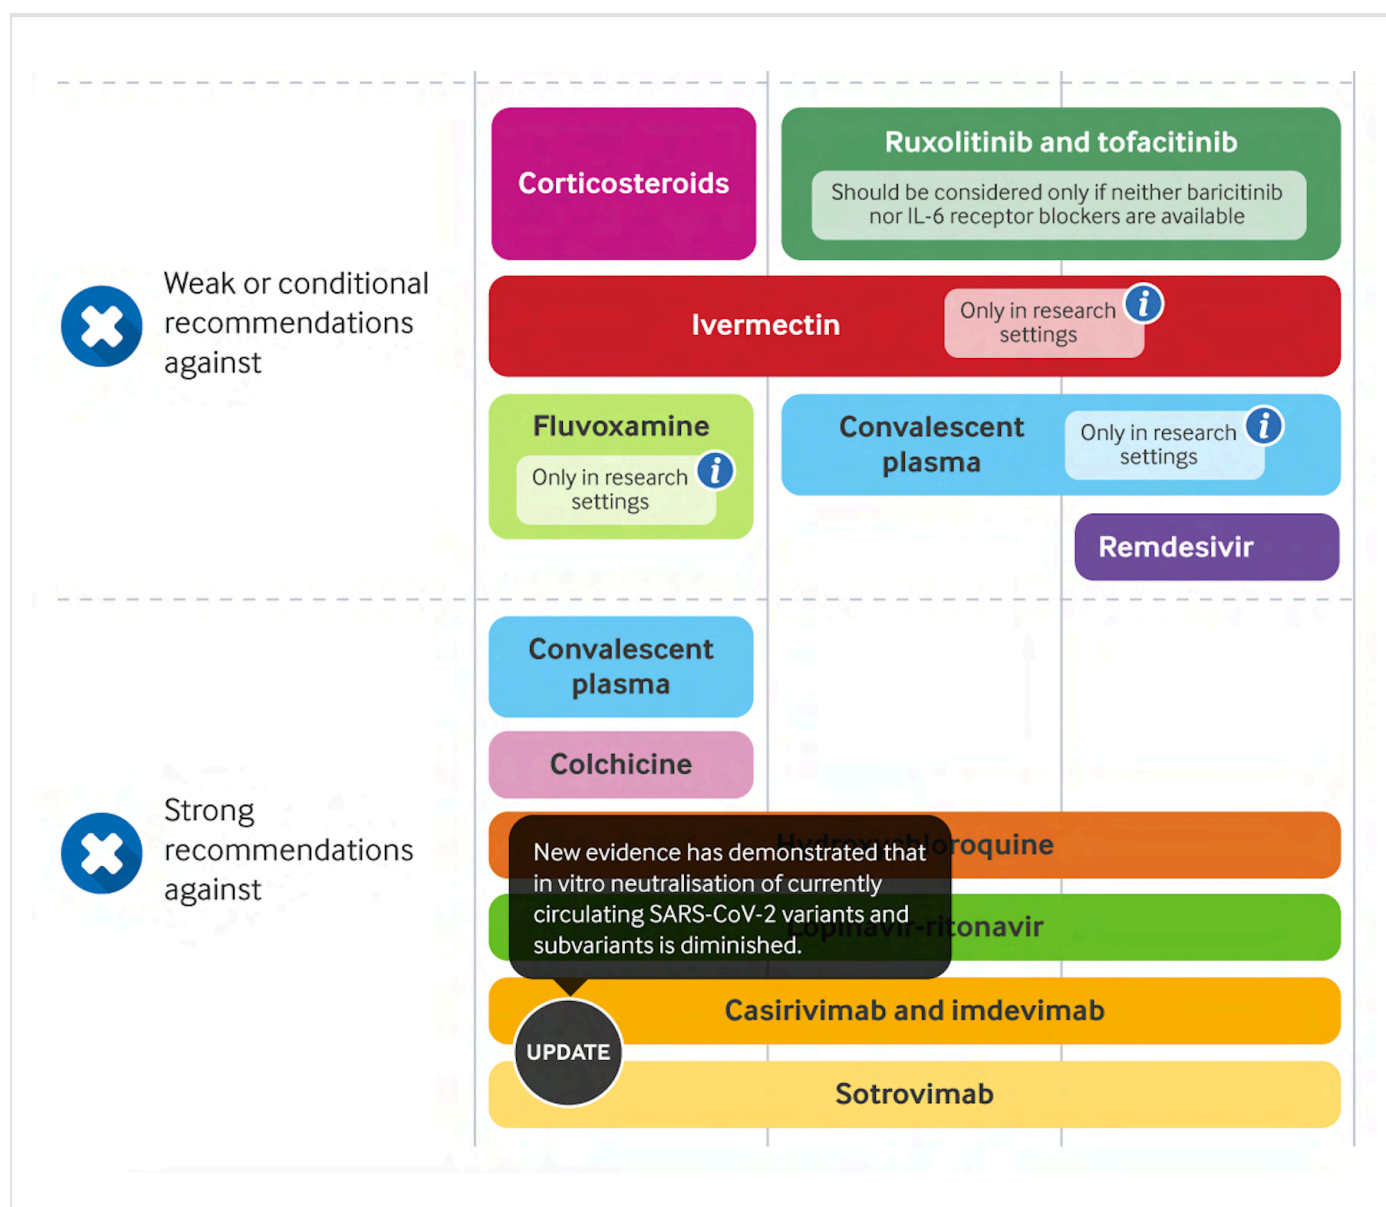 Corticosteroids
Ruxolitinib and tofacitinib
Should be considered only if neither baricitinib
nor IL-6 receptor blockers are available
Weak or conditional
recommendations
against
Ivermectin
Only in research
settings
i
Fluvoxamine
Only in research
settings
i
Convalescent
plasma
Only in research
settings
i
Remdesivir
Convalescent
plasma
Colchicine
Strong
recommendations
against
Hydroxychloroquine
New evidence has demonstrated that
in vitro neutralisation of currently
circulating SARS-CoV-2 variants and
subvariants is diminished.
Lopinavir-ritonavir
Casirivimab and imdevimab
UPDATE
Sotrovimab